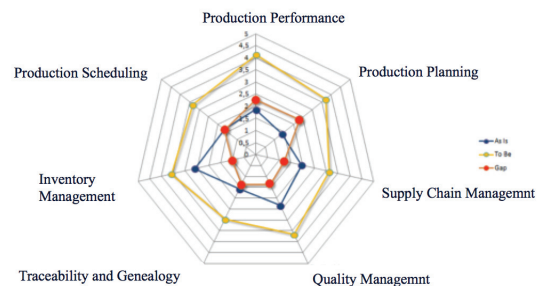 Production Performance
5
4.5
4
3.5
3
2.5
2
1.5
1
0.5
0
Production Scheduling
Production Planning
As Is
To Be
Gap
Inventory
Management
Supply Chain Managemnt
Traceability and Genealogy
Quality Managemnt